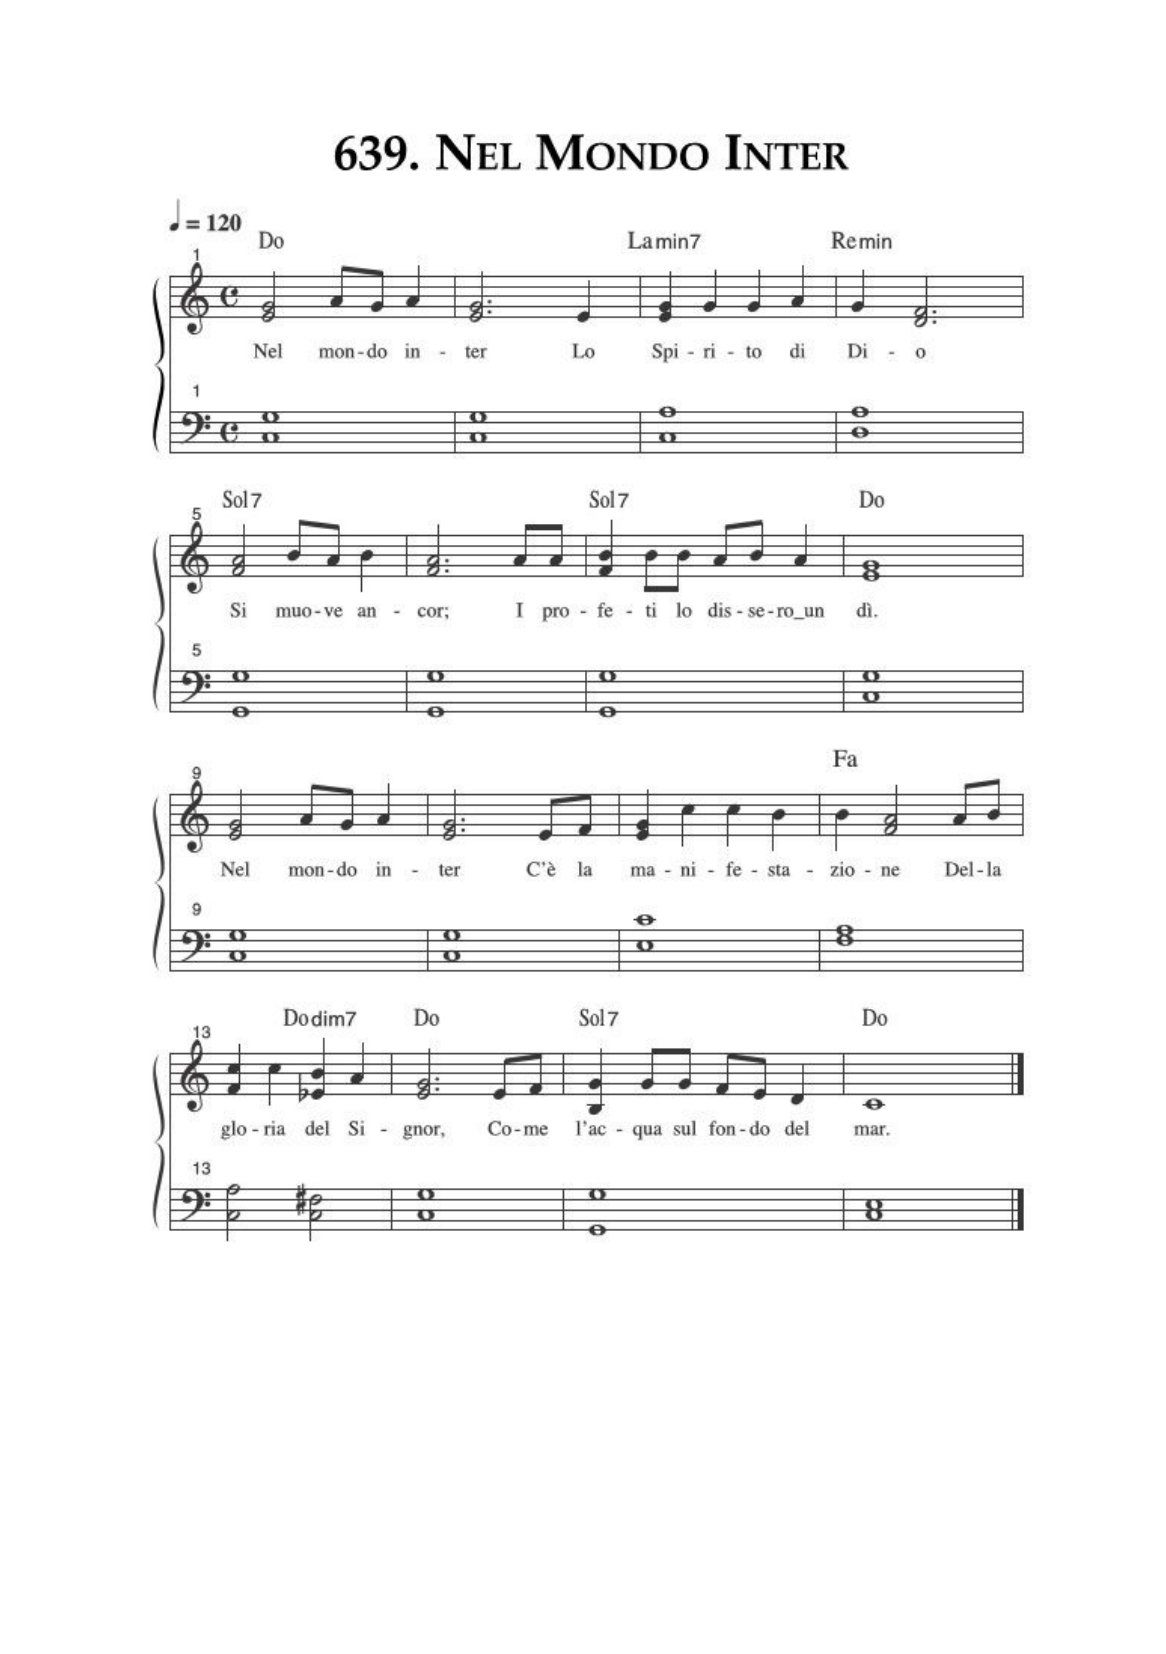 639. NEL MONDO INTER
= 120
Do Lamin7 Remin
1
Nel mon-do in - ter Lo Spi - ri - to di Di - o
1
Sol7 Sol7 Do
5
Si muo-ve an - cor; I pro - fe - ti lo dis-se-ro_un dì.
5
Fa
9
Nel mon-do in - ter C'è la ma - ni - fe - sta - zio - ne Del-la
9
Dodim7 Do Sol7 Do
13
glo - ria del Si - gnor, Co-me l'ac - qua sul fon-do del mar.
13